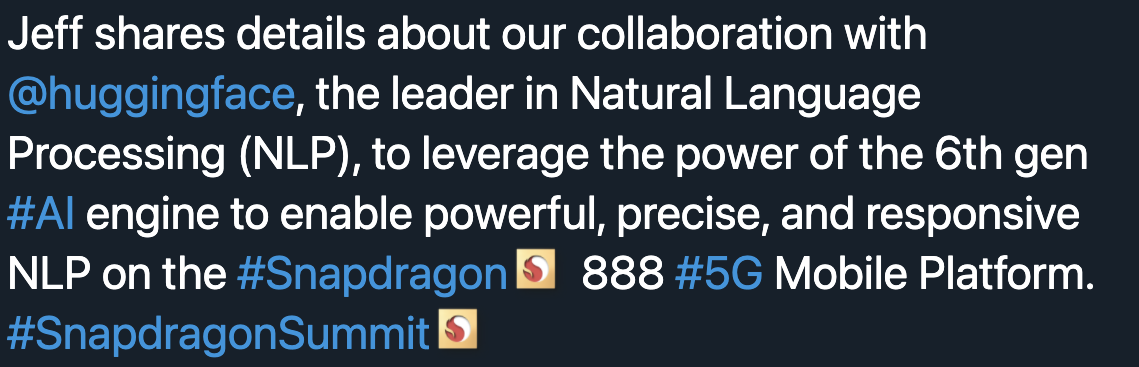 Jeff shares details about our collaboration with
@huggingface, the leader in Natural Language
Processing (NLP), to leverage the power of the 6th gen
#AI engine to enable powerful, precise, and responsive
NLP on the #Snapdragon 888 #5G Mobile Platform.
#SnapdragonSummit